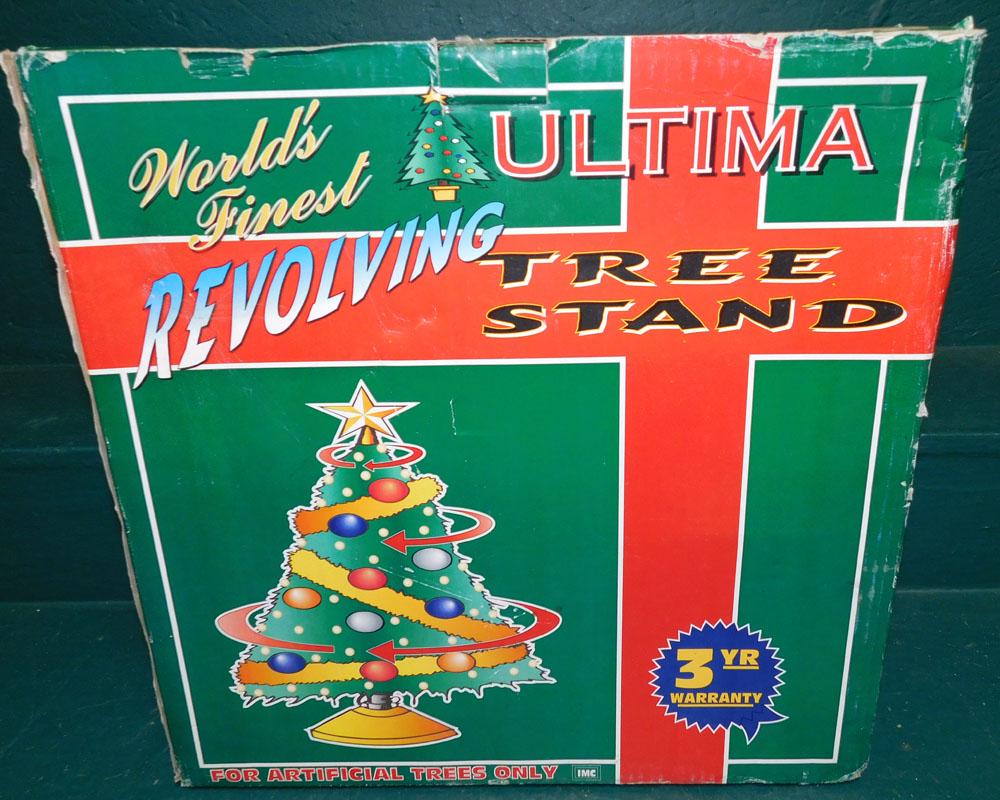 World's
Finest
ULTIMA
REVOLVING
TREE
STAND
3 YR
WARRANTY
FOR ARTIFICIAL TREES ONLY IMC